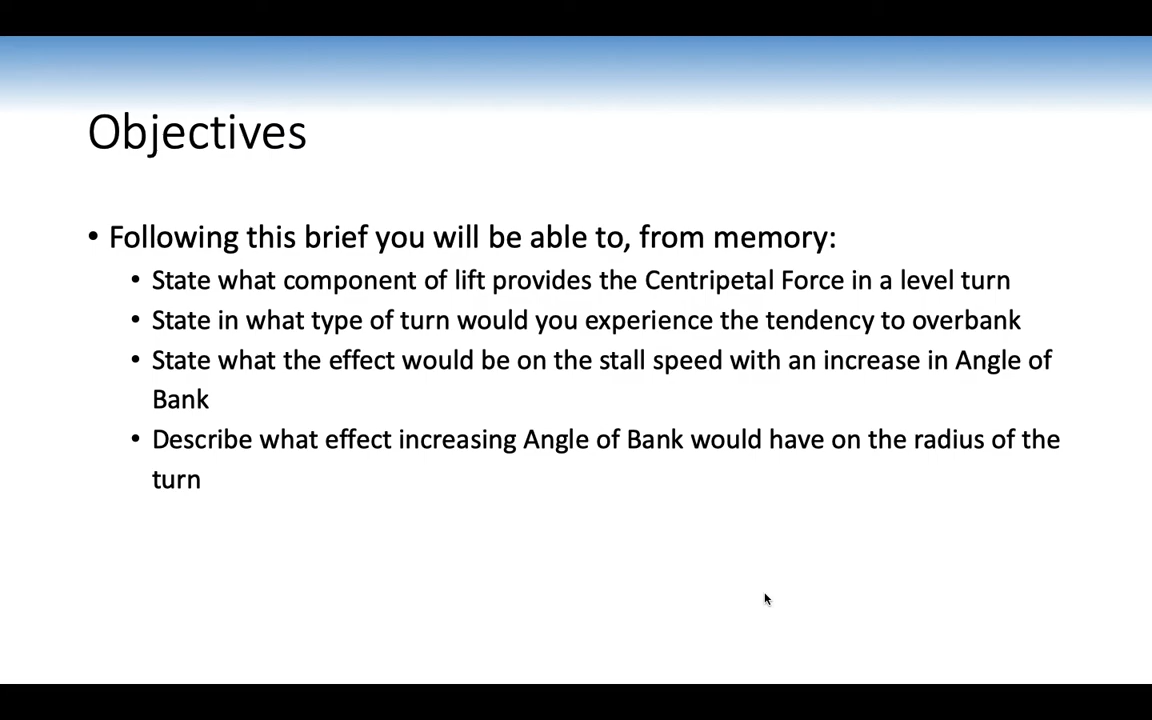 Objectives
• Following this brief you will be able to, from memory:
• State what component of lift provides the Centripetal Force in a level turn
• State in what type of turn would you experience the tendency to overbank
• State what the effect would be on the stall speed with an increase in Angle of
Bank
• Describe what effect increasing Angle of Bank would have on the radius of the
turn